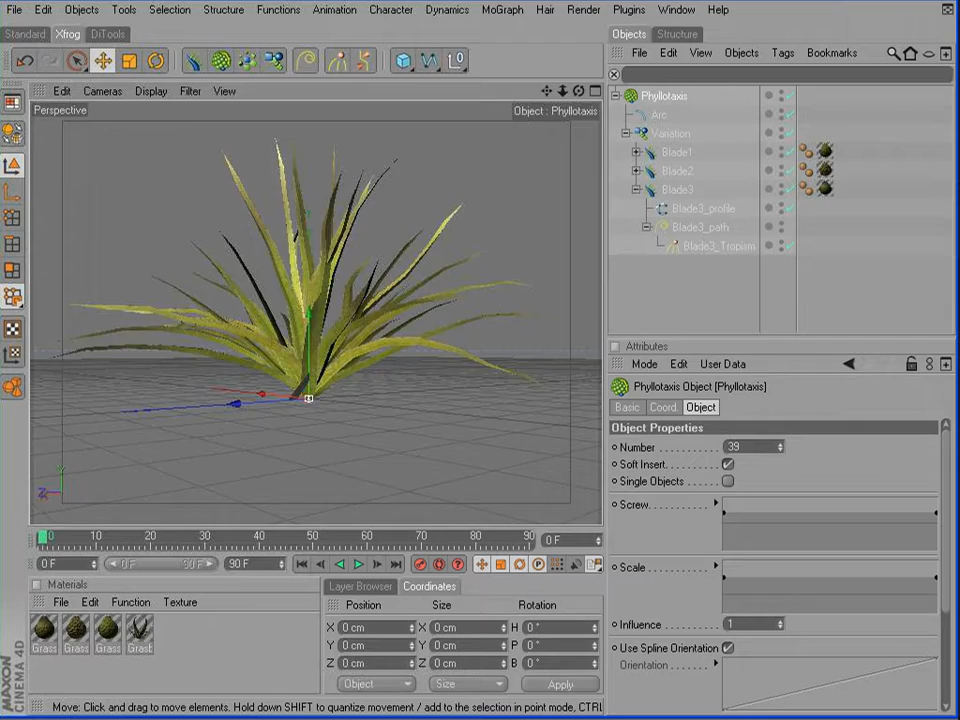 File Edit Objects Tools Selection Structure Functions Animation Character Dynamics MoGraph Hair Render Plugins Window Help
Standard Xfrog DiTools
Objects Structure
File Edit View Objects Tags Bookmarks
Edit Cameras Display Filter View
Perspective
Object : Phyllotaxis
Phyllotaxis
Arc
Variation
Blade1
Blade2
Blade3
Blade3_profile
Blade3_path
Blade3_Tropism
Attributes
Mode Edit User Data
Phyllotaxis Object [Phyllotaxis]
Basic Coord. Object
Object Properties
Number 39
Soft Insert
Single Objects
Screw
Scale
Influence 1
Use Spline Orientation
Orientation
Y
Z X
0 10 20 30 40 50 60 70 80 90 0 F
0 F 0 F 90 F 90 F
Materials
File Edit Function Texture
Grass Grass Grass Grast
Layer Browser Coordinates
Position Size Rotation
X 0 cm X 0 cm H 0 °
Y 0 cm Y 0 cm P 0 °
Z 0 cm Z 0 cm B 0 °
Object Size Apply
MAXON
CINEMA 4D
Move: Click and drag to move elements. Hold down SHIFT to quantize movement / add to the selection in point mode, CTRL